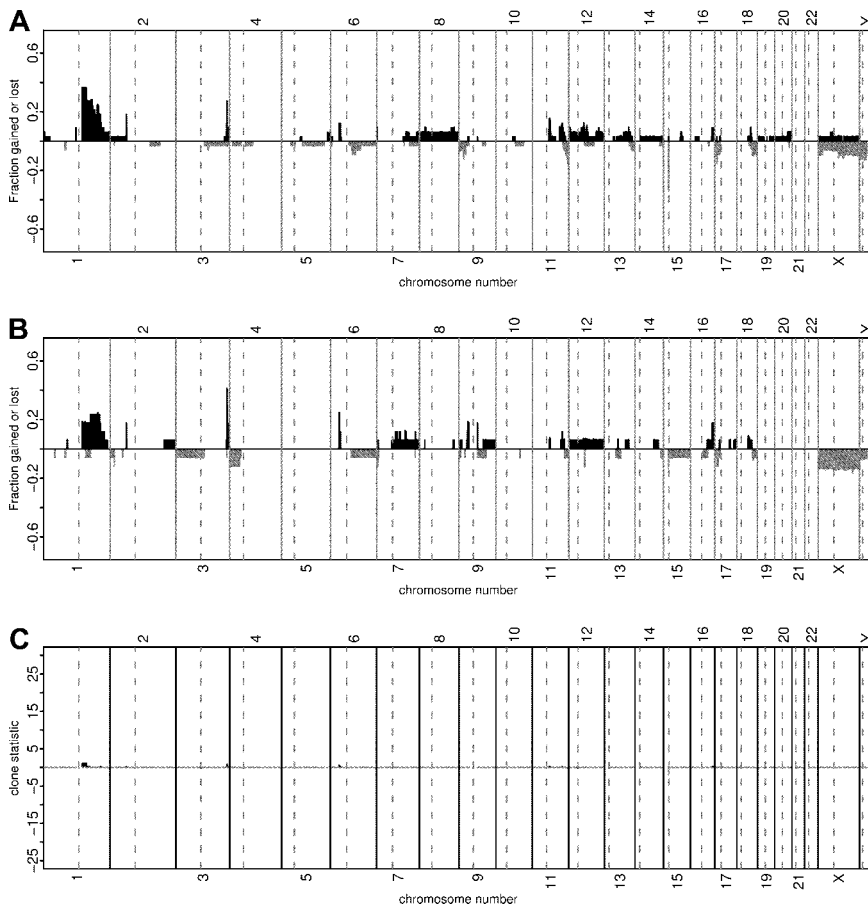 A
2 4 6 8 10 12 14 16 18 20 22 Y
Fraction gained or lost
0.6
0.2
−0.2
−0.6
1 3 5 7 9 11 13 15 17 19 21 X
chromosome number
B
2 4 6 8 10 12 14 16 18 20 22 Y
Fraction gained or lost
0.6
0.2
−0.2
−0.6
1 3 5 7 9 11 13 15 17 19 21 X
chromosome number
C
2 4 6 8 10 12 14 16 18 20 22 Y
clone statistic
25
15
5
−5
−15
−25
1 3 5 7 9 11 13 15 17 19 21 X
chromosome number